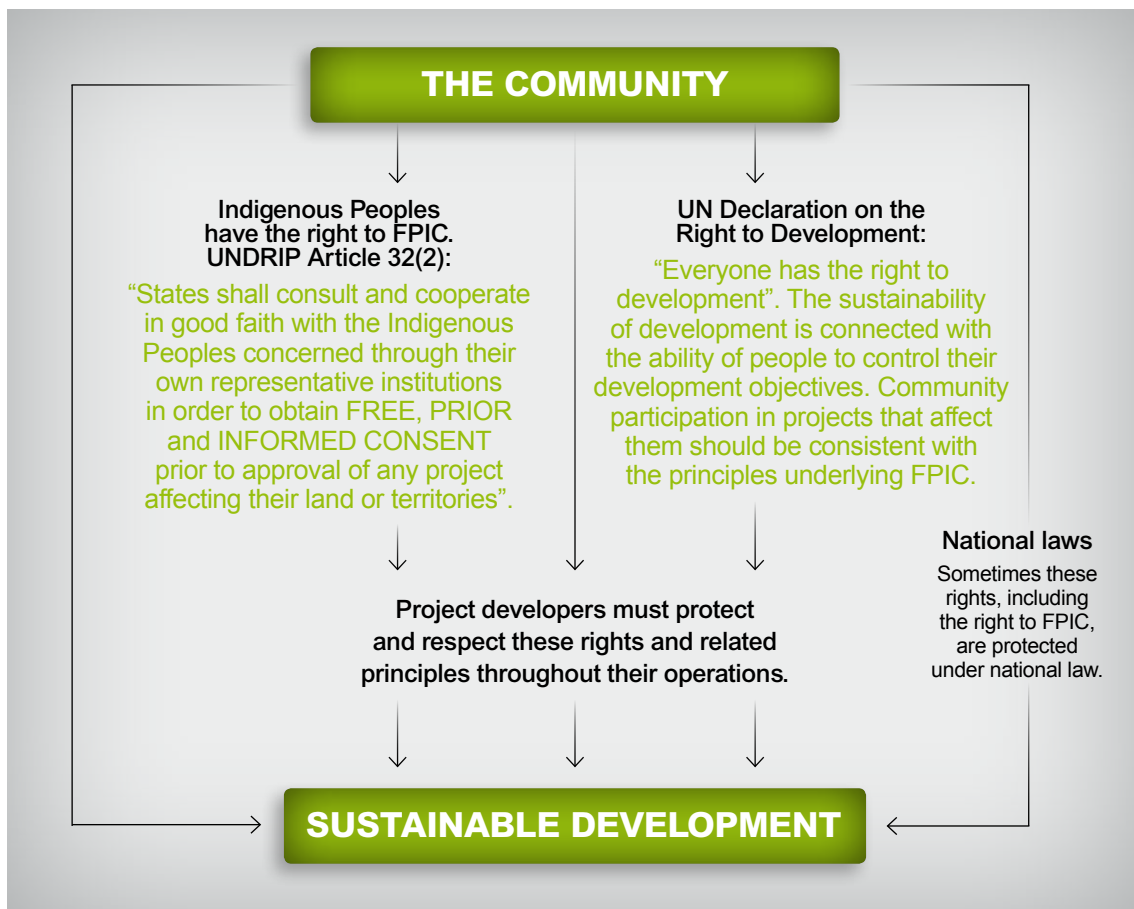 THE COMMUNITY
Indigenous Peoples
have the right to FPIC.
UNDRIP Article 32(2):
“States shall consult and cooperate
in good faith with the Indigenous
Peoples concerned through their
own representative institutions
in order to obtain FREE, PRIOR
and INFORMED CONSENT
prior to approval of any project
affecting their land or territories”.
UN Declaration on the
Right to Development:
“Everyone has the right to
development”. The sustainability
of development is connected with
the ability of people to control their
development objectives. Community
participation in projects that affect
them should be consistent with
the principles underlying FPIC.
National laws
Sometimes these
rights, including
the right to FPIC,
are protected
under national law.
Project developers must protect
and respect these rights and related
principles throughout their operations.
SUSTAINABLE DEVELOPMENT